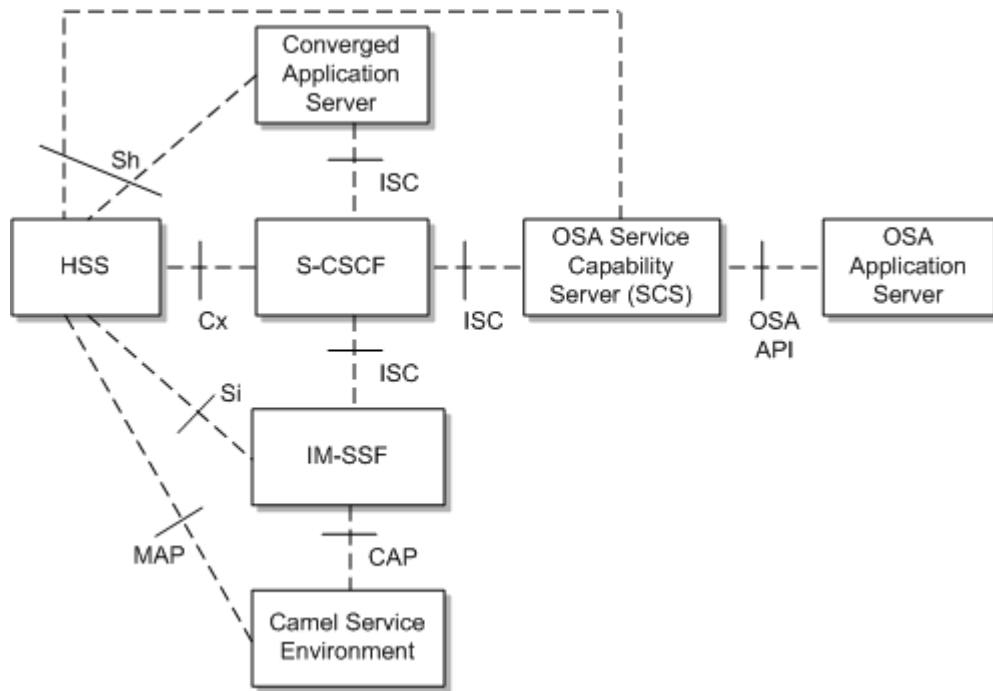 Converged
Application
Server
Sh
ISC
HSS
S-CSCF
OSA Service
Capability
Server (SCS)
OSA
Application
Server
Cx
ISC
OSA
API
ISC
Si
IM-SSF
MAP
CAP
Camel Service
Environment